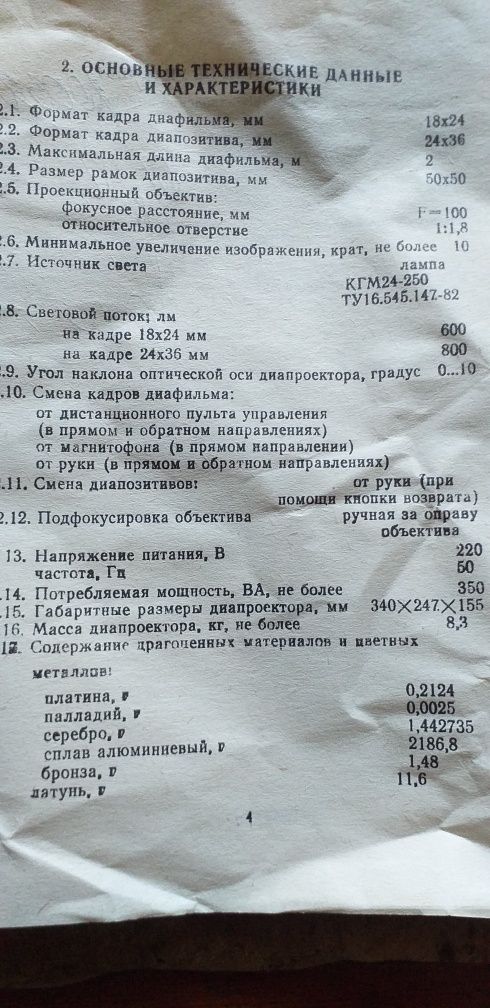 2. ОСНОВНЫЕ ТЕХНИЧЕСКИЕ ДАННЫЕ
И ХАРАКТЕРИСТИКИ
2.1. Формат кадра диафильма, мм 18х24
2.2. Формат кадра диапозитива, мм 24х36
2.3. Максимальная длина диафильма, м 2
2.4. Размер рамок диапозитива, мм 50х50
2.5. Проекционный объектив:
фокусное расстояние, мм F=100
относительное отверстие 1:1,8
2.6. Минимальное увеличение изображения, крат, не более 10
2.7. Источник света лампа
КГМ24-250
ТУ16.545.147-82
.8. Световой поток; лм
на кадре 18х24 мм 600
на кадре 24х36 мм 800
2.9. Угол наклона оптической оси диапроектора, градус 0...10
.10. Смена кадров диафильма:
от дистанционного пульта управления
(в прямом и обратном направлениях)
от магнитофона (в прямом направлении)
от руки (в прямом и обратном направлениях)
.11. Смена диапозитивов: от руки (при
помощи кнопки возврата)
2.12. Подфокусировка объектива ручная за оправу
объектива
13. Напряжение питания, В 220
частота, Гц 50
.14. Потребляемая мощность, ВА, не более 350
.15. Габаритные размеры диапроектора, мм 340×247×155
16. Масса диапроектора, кг, не более 8,3
.17. Содержание драгоценных материалов и цветных
металлов:
платина, г 0,2124
палладий, г 0,0025
серебро, г 1,442735
сплав алюминиевый, г 2186,8
бронза, г 1,48
латунь, г 11,6
4